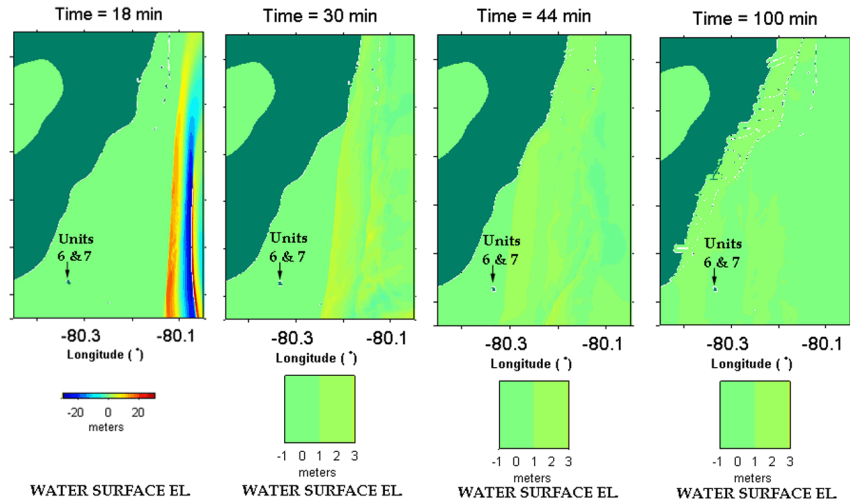 Time = 18 min
Time = 30 min
Time = 44 min
Time = 100 min
Units
6 & 7
Units
6 & 7
Units
6 & 7
Units
6 & 7
-80.3 -80.1
-80.3 -80.1
-80.3 -80.1
-80.3 -80.1
Longitude ( ° )
Longitude ( ° )
Longitude ( ° )
Longitude ( ° )
-20 0 20
meters
-1 0 1 2 3
meters
-1 0 1 2 3
meters
-1 0 1 2 3
meters
WATER SURFACE EL.
WATER SURFACE EL.
WATER SURFACE EL.
WATER SURFACE EL.